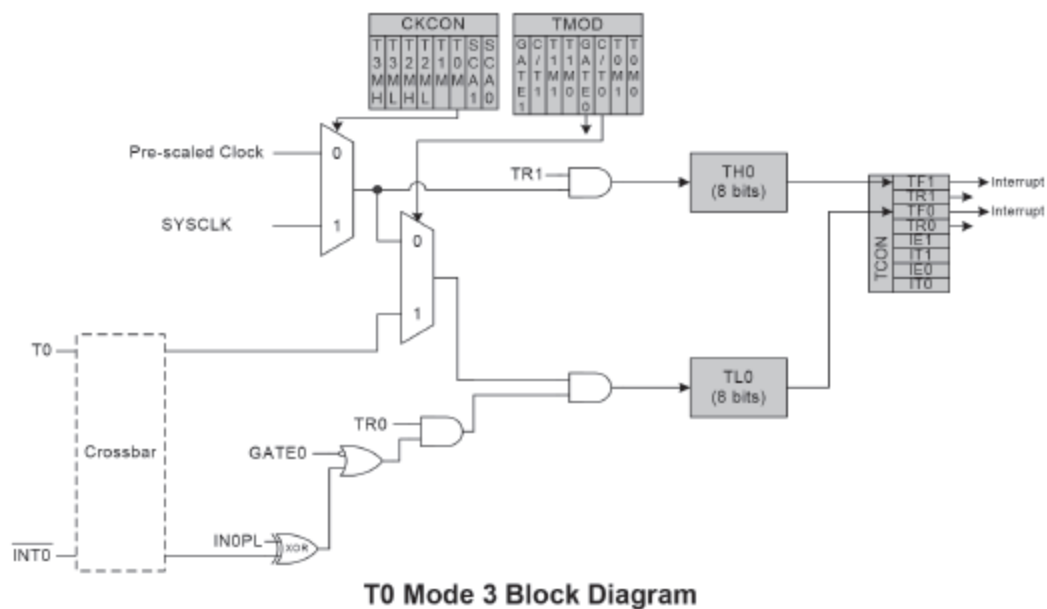 CKCON
TMOD
T3MH T3ML T2MH T2ML T1M T0M SCA1 SCA0
GATE1 C/T1 T1M1 T1M0 GATE0 C/T0 T0M1 T0M0
Pre-scaled Clock
0
SYSCLK
1
TR1
TH0
(8 bits)
TCON
TF1
Interrupt
TR1
TF0
Interrupt
TR0
IE1
IT1
IE0
IT0
0
1
T0
Crossbar
TL0
(8 bits)
TR0
GATE0
IN0PL
XOR
INT0
T0 Mode 3 Block Diagram